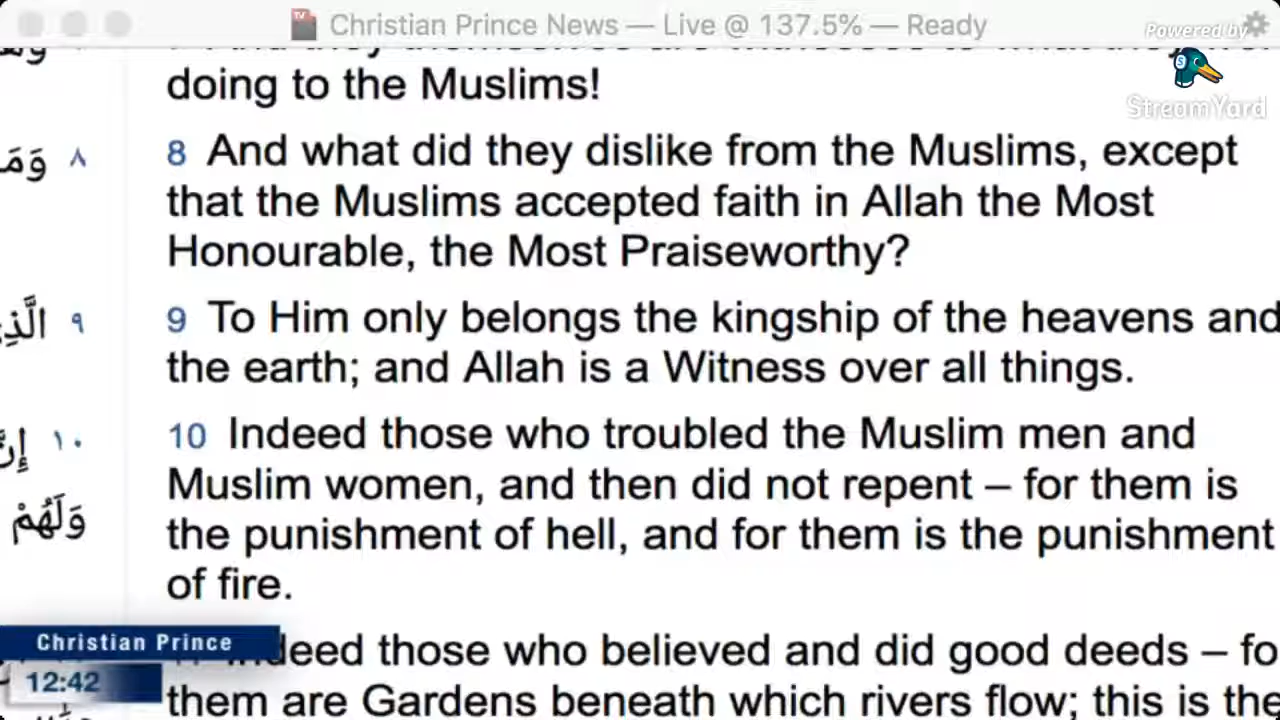 Christian Prince News — Live @ 137.5% — Ready
Powered by
StreamYard
doing to the Muslims!
٨ وَمَ
8 And what did they dislike from the Muslims, except
that the Muslims accepted faith in Allah the Most
Honourable, the Most Praiseworthy?
٩ الَّذِ
9 To Him only belongs the kingship of the heavens and
the earth; and Allah is a Witness over all things.
١٠ إِنَّ
10 Indeed those who troubled the Muslim men and
Muslim women, and then did not repent – for them is
وَلَهُمْ
the punishment of hell, and for them is the punishment
of fire.
Christian Prince
deed those who believed and did good deeds – fo
12:42
them are Gardens beneath which rivers flow; this is the